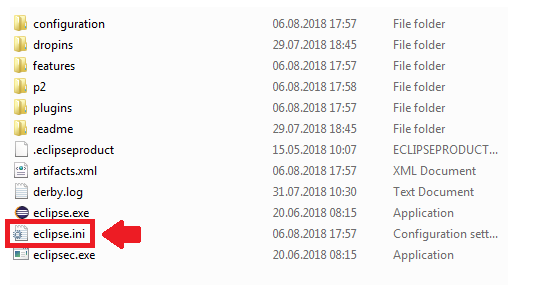 configuration 06.08.2018 17:57 File folder
dropins 29.07.2018 18:45 File folder
features 06.08.2018 17:57 File folder
p2 06.08.2018 17:58 File folder
plugins 06.08.2018 17:57 File folder
readme 29.07.2018 18:45 File folder
.eclipseproduct 15.05.2018 10:07 ECLIPSEPRODUCT...
artifacts.xml 06.08.2018 17:57 XML Document
derby.log 31.07.2018 10:30 Text Document
eclipse.exe 20.06.2018 08:15 Application
eclipse.ini 06.08.2018 17:57 Configuration sett...
eclipsec.exe 20.06.2018 08:15 Application